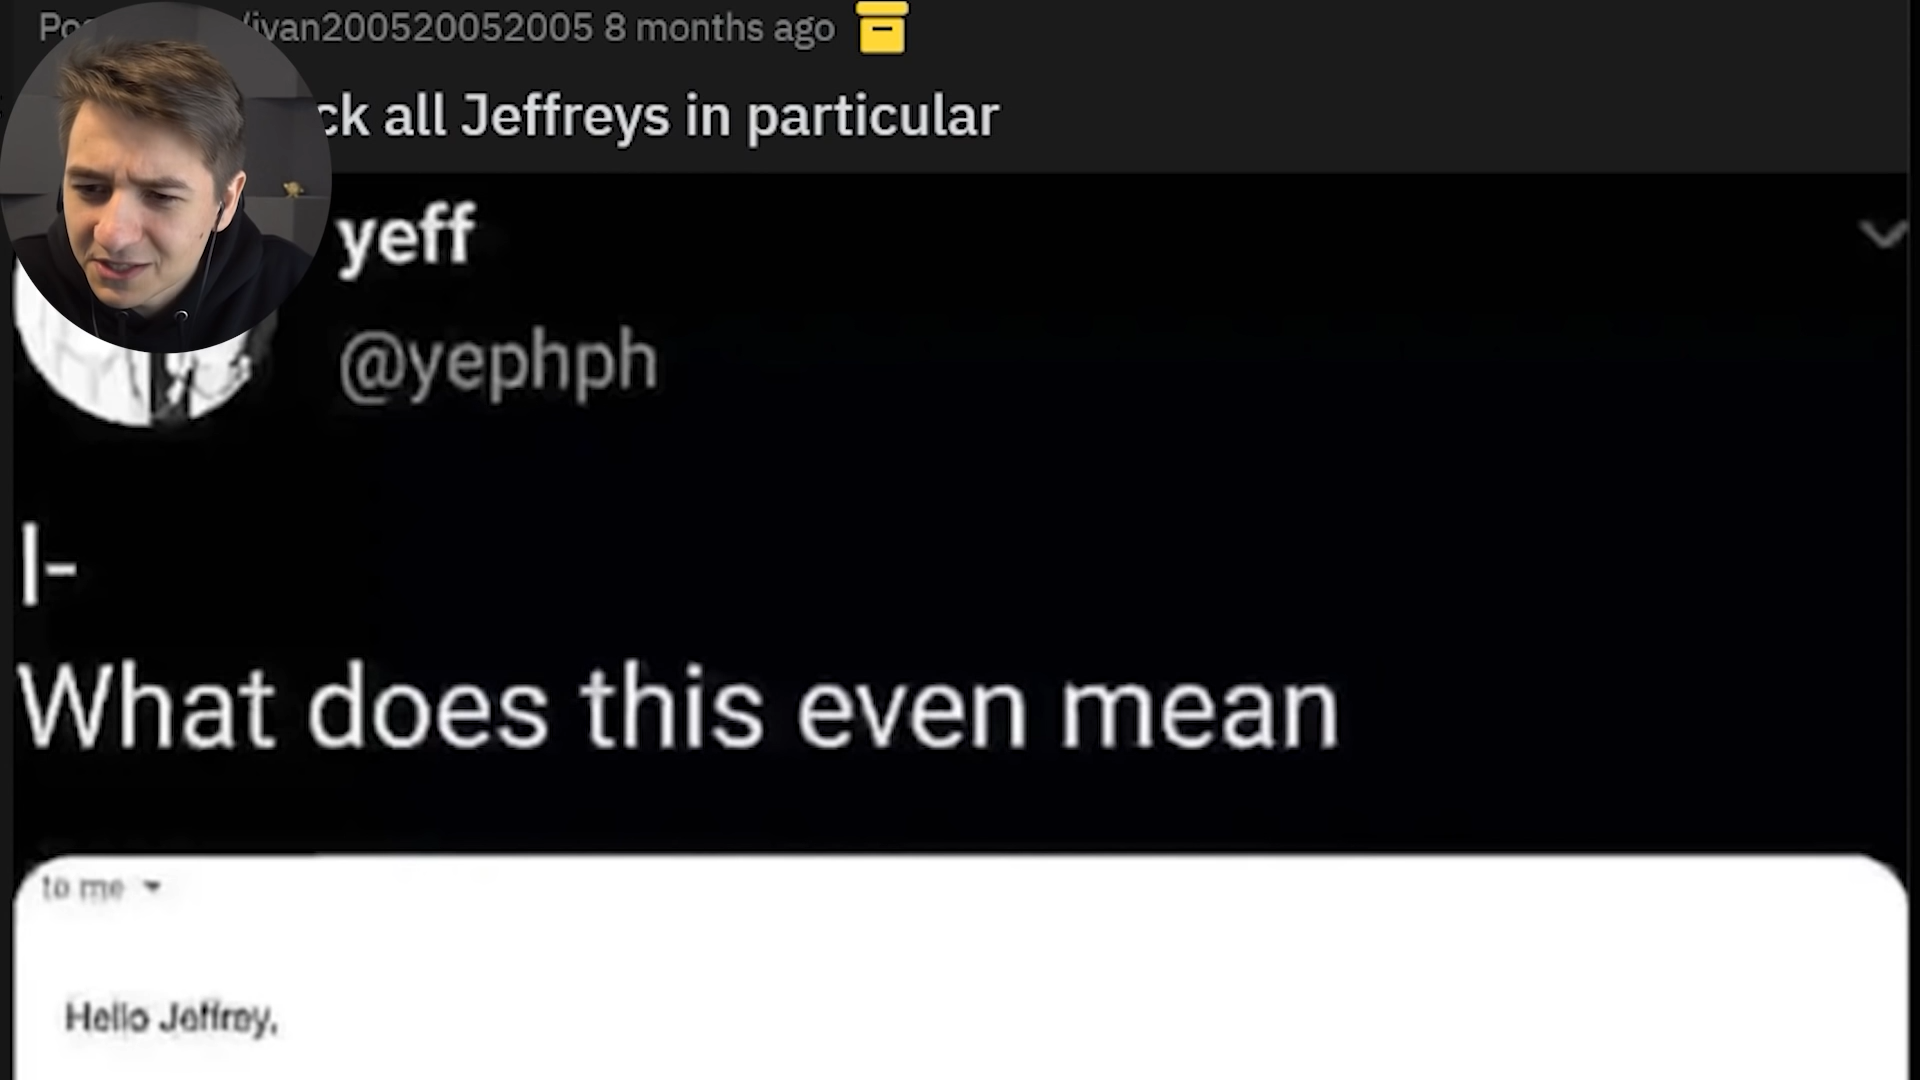 Po /ivan200520052005 8 months ago
ck all Jeffreys in particular
yeff
@yephph
I-
What does this even mean
to me
Hello Jeffrey,